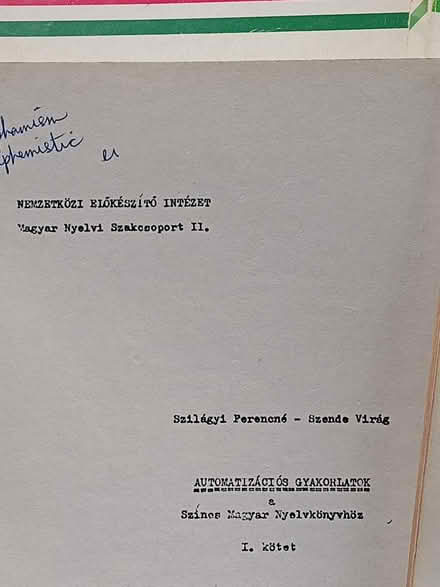 NEMZETKÖZI ELŐKÉSZÍTŐ INTÉZET
Magyar Nyelvi Szakcsoport II.
Szilágyi Ferencné - Szende Virág
AUTOMATIZÁCIÓS GYAKORLATOK
a
Színes Magyar Nyelvkönyvhöz
I. kötet